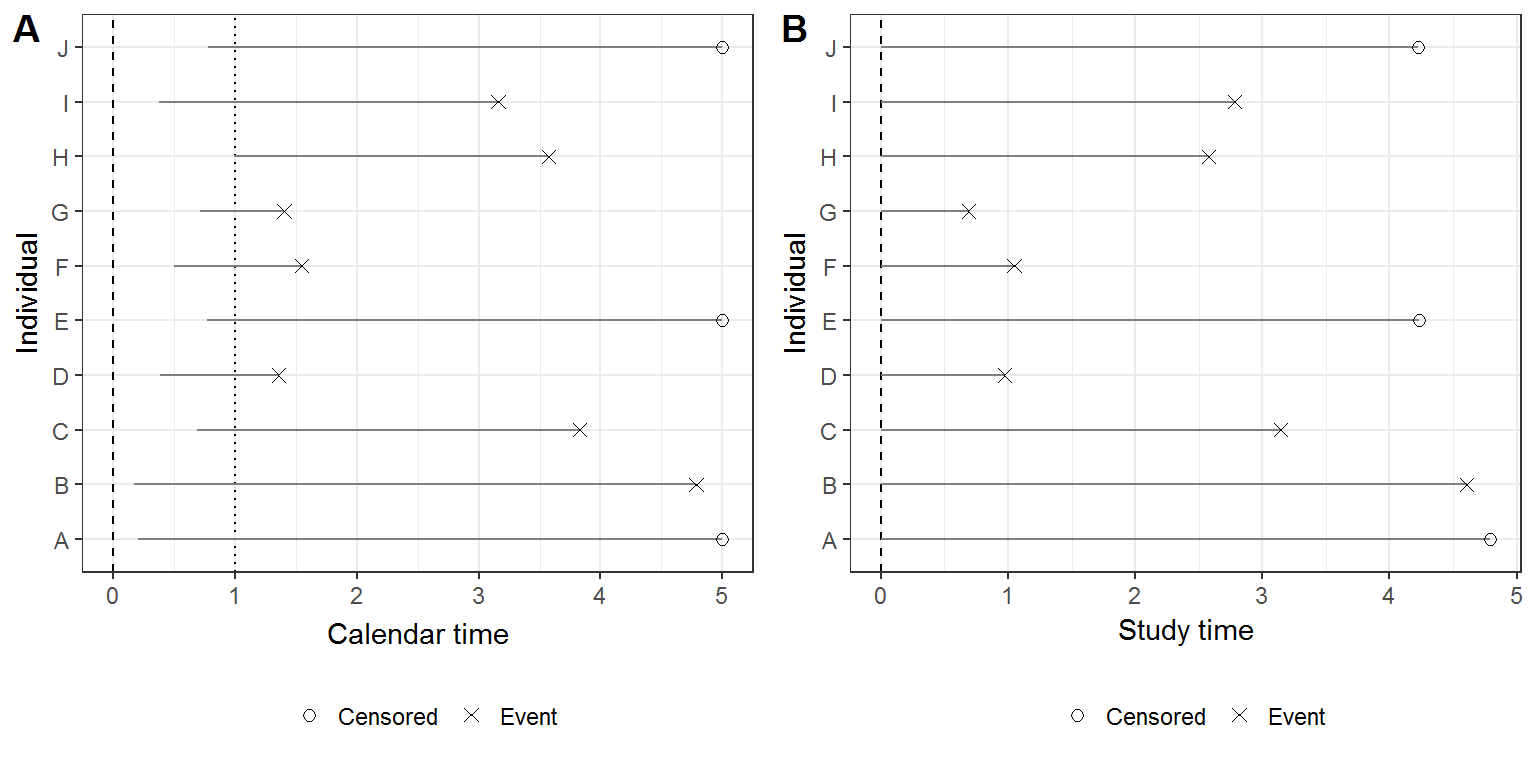 A
Individual
J
I
H
G
F
E
D
C
B
A
0 1 2 3 4 5
Calendar time
Censored Event
B
Individual
J
I
H
G
F
E
D
C
B
A
0 1 2 3 4 5
Study time
Censored Event